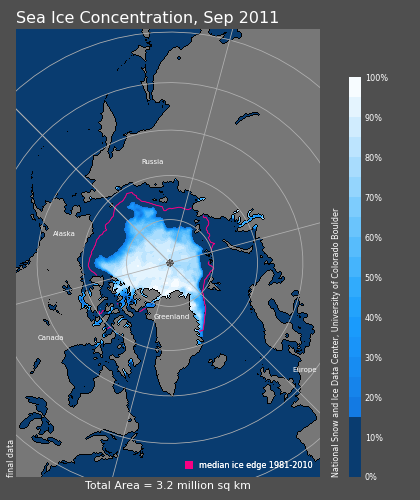 Sea Ice Concentration, Sep 2011
Russia
Alaska
Greenland
Canada
Europe
median ice edge 1981-2010
final data
Total Area = 3.2 million sq km
National Snow and Ice Data Center, University of Colorado Boulder
100%
90%
80%
70%
60%
50%
40%
30%
20%
10%
0%